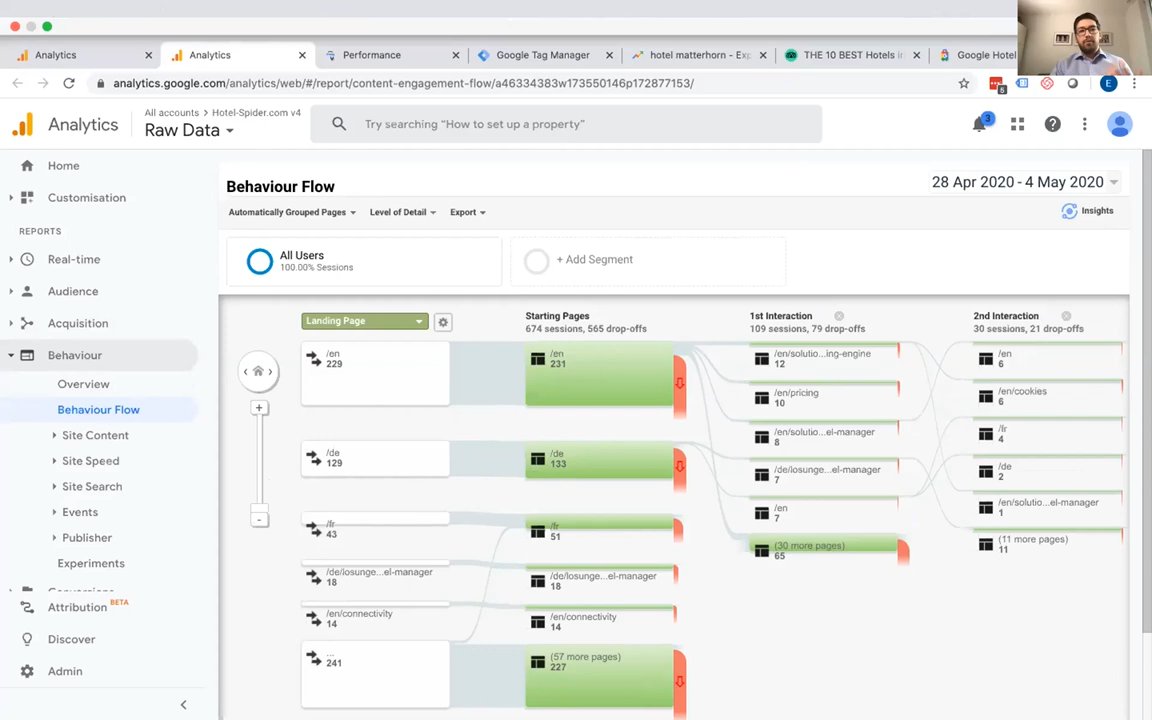 Analytics
Analytics
Performance
Google Tag Manager
hotel matterhorn - Exp
THE 10 BEST Hotels in
Google Hotel
analytics.google.com/analytics/web/#/report/content-engagement-flow/a46334383w173550146p172877153/
6
E
Analytics
All accounts > Hotel-Spider.com v4
Raw Data
Try searching “How to set up a property”
3
Home
Customisation
REPORTS
Real-time
Audience
Acquisition
Behaviour
Overview
Behaviour Flow
Site Content
Site Speed
Site Search
Events
Publisher
Experiments
Conversions
Attribution BETA
Discover
Admin
Behaviour Flow
28 Apr 2020 - 4 May 2020
Automatically Grouped Pages
Level of Detail
Export
Insights
All Users
100.00% Sessions
+ Add Segment
Landing Page
Starting Pages
674 sessions, 565 drop-offs
1st Interaction
109 sessions, 79 drop-offs
2nd Interaction
30 sessions, 21 drop-offs
+
-
/en
229
/de
129
/fr
43
/de/losunge...el-manager
18
/en/connectivity
14
...
241
/en
231
/de
133
/fr
51
/de/losunge...el-manager
18
/en/connectivity
14
(57 more pages)
227
/en/solutio...ing-engine
12
/en/pricing
10
/en/solutio...el-manager
8
/de/losunge...el-manager
7
/en
7
(30 more pages)
65
/en
6
/en/cookies
6
/fr
4
/de
2
/en/solutio...el-manager
1
(11 more pages)
11